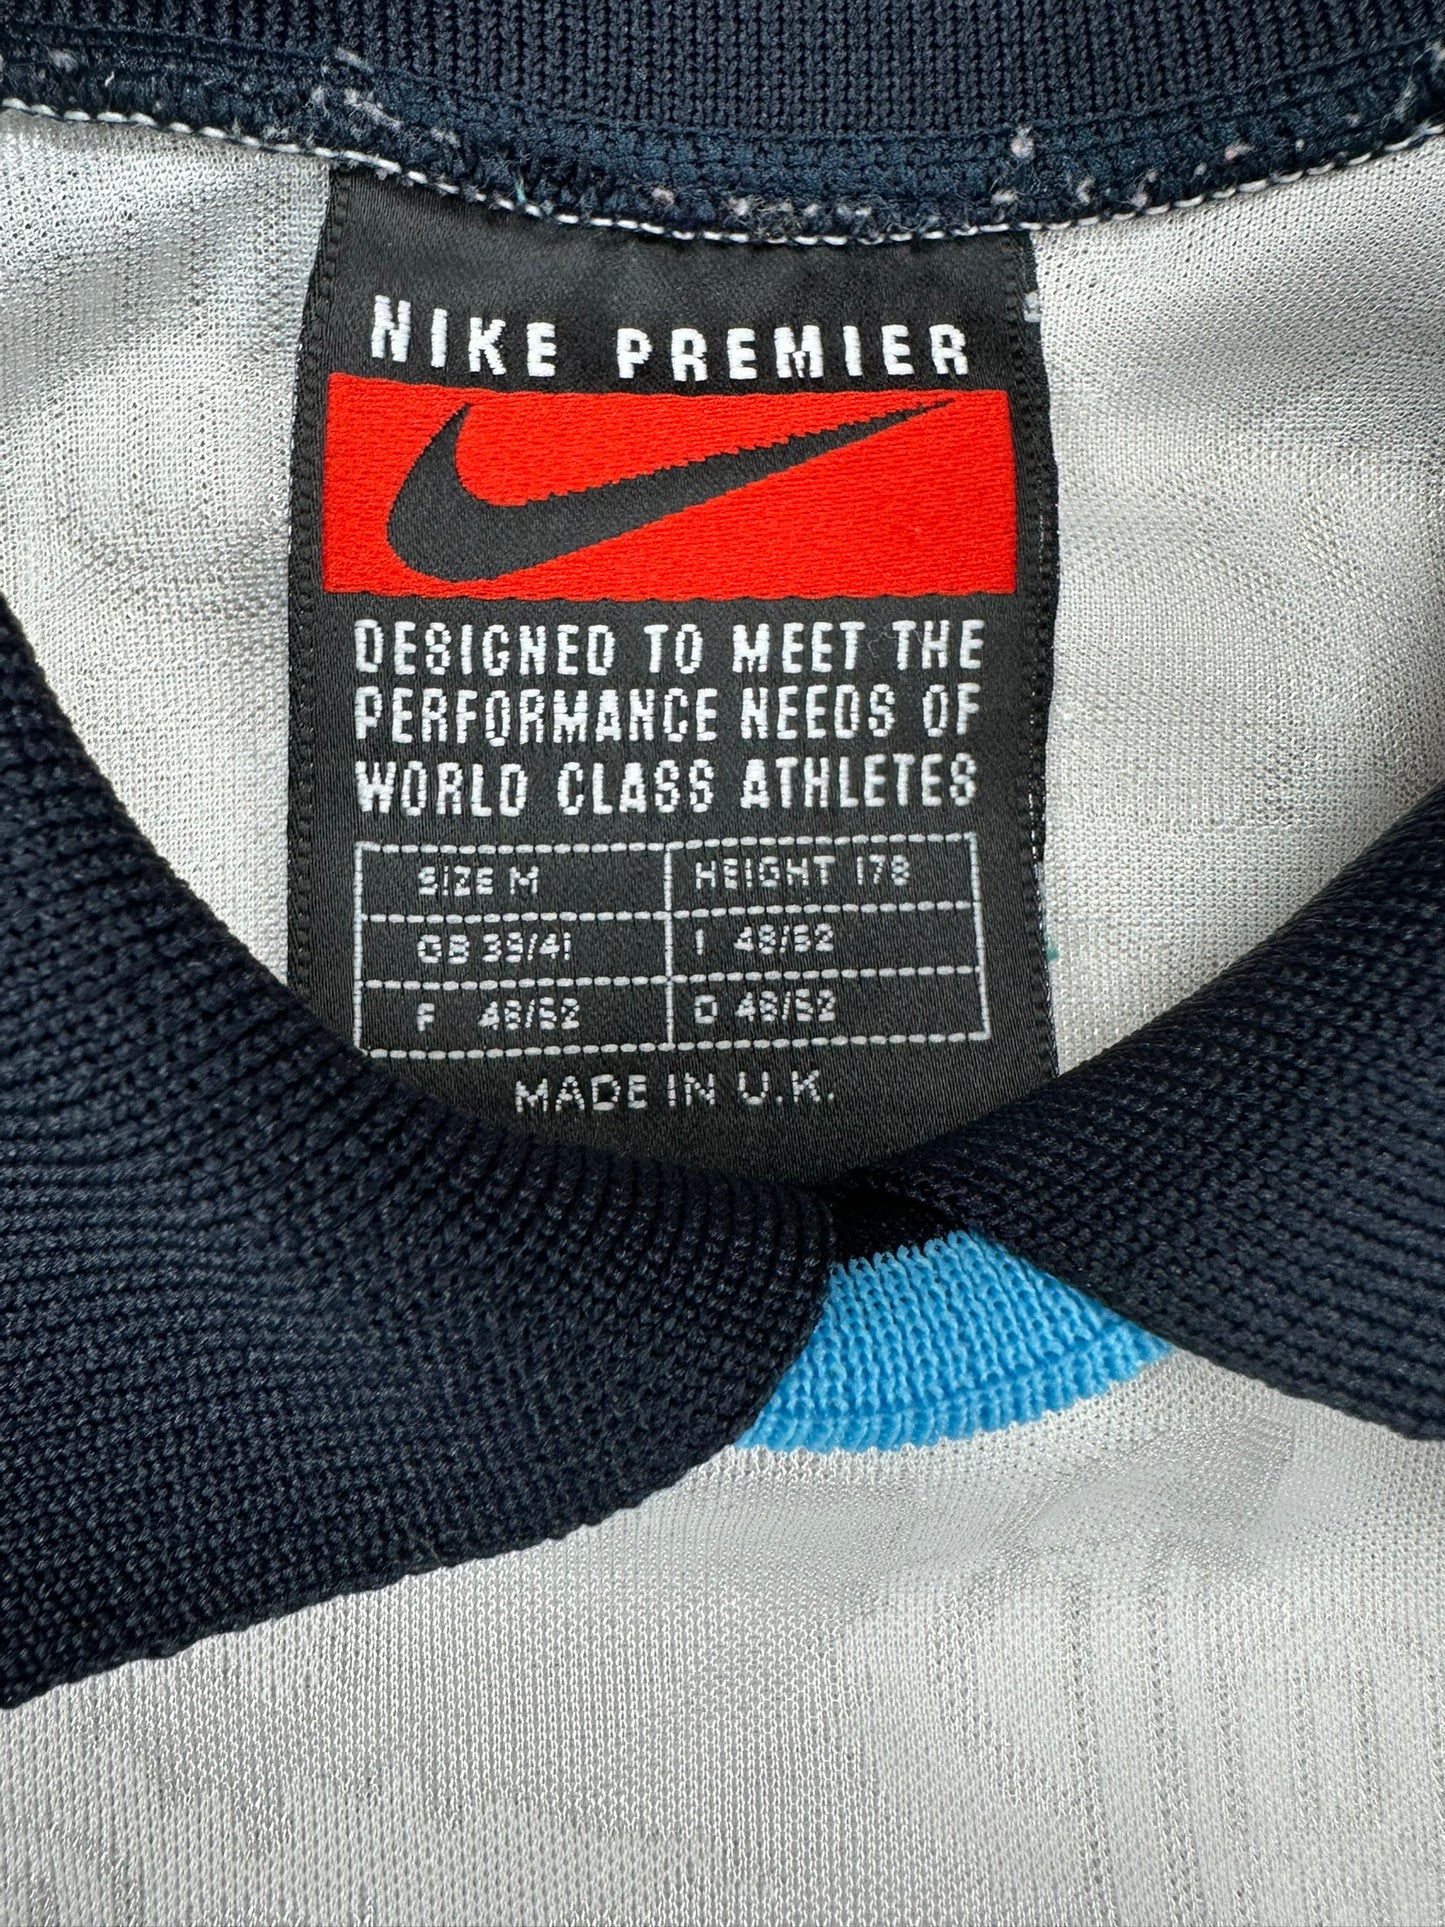 NIKE PREMIER
DESIGNED TO MEET THE
PERFORMANCE NEEDS OF
WORLD CLASS ATHLETES
SIZE M HEIGHT 178
GB 39/41 I 48/52
F 48/52 D 48/52
MADE IN U.K.